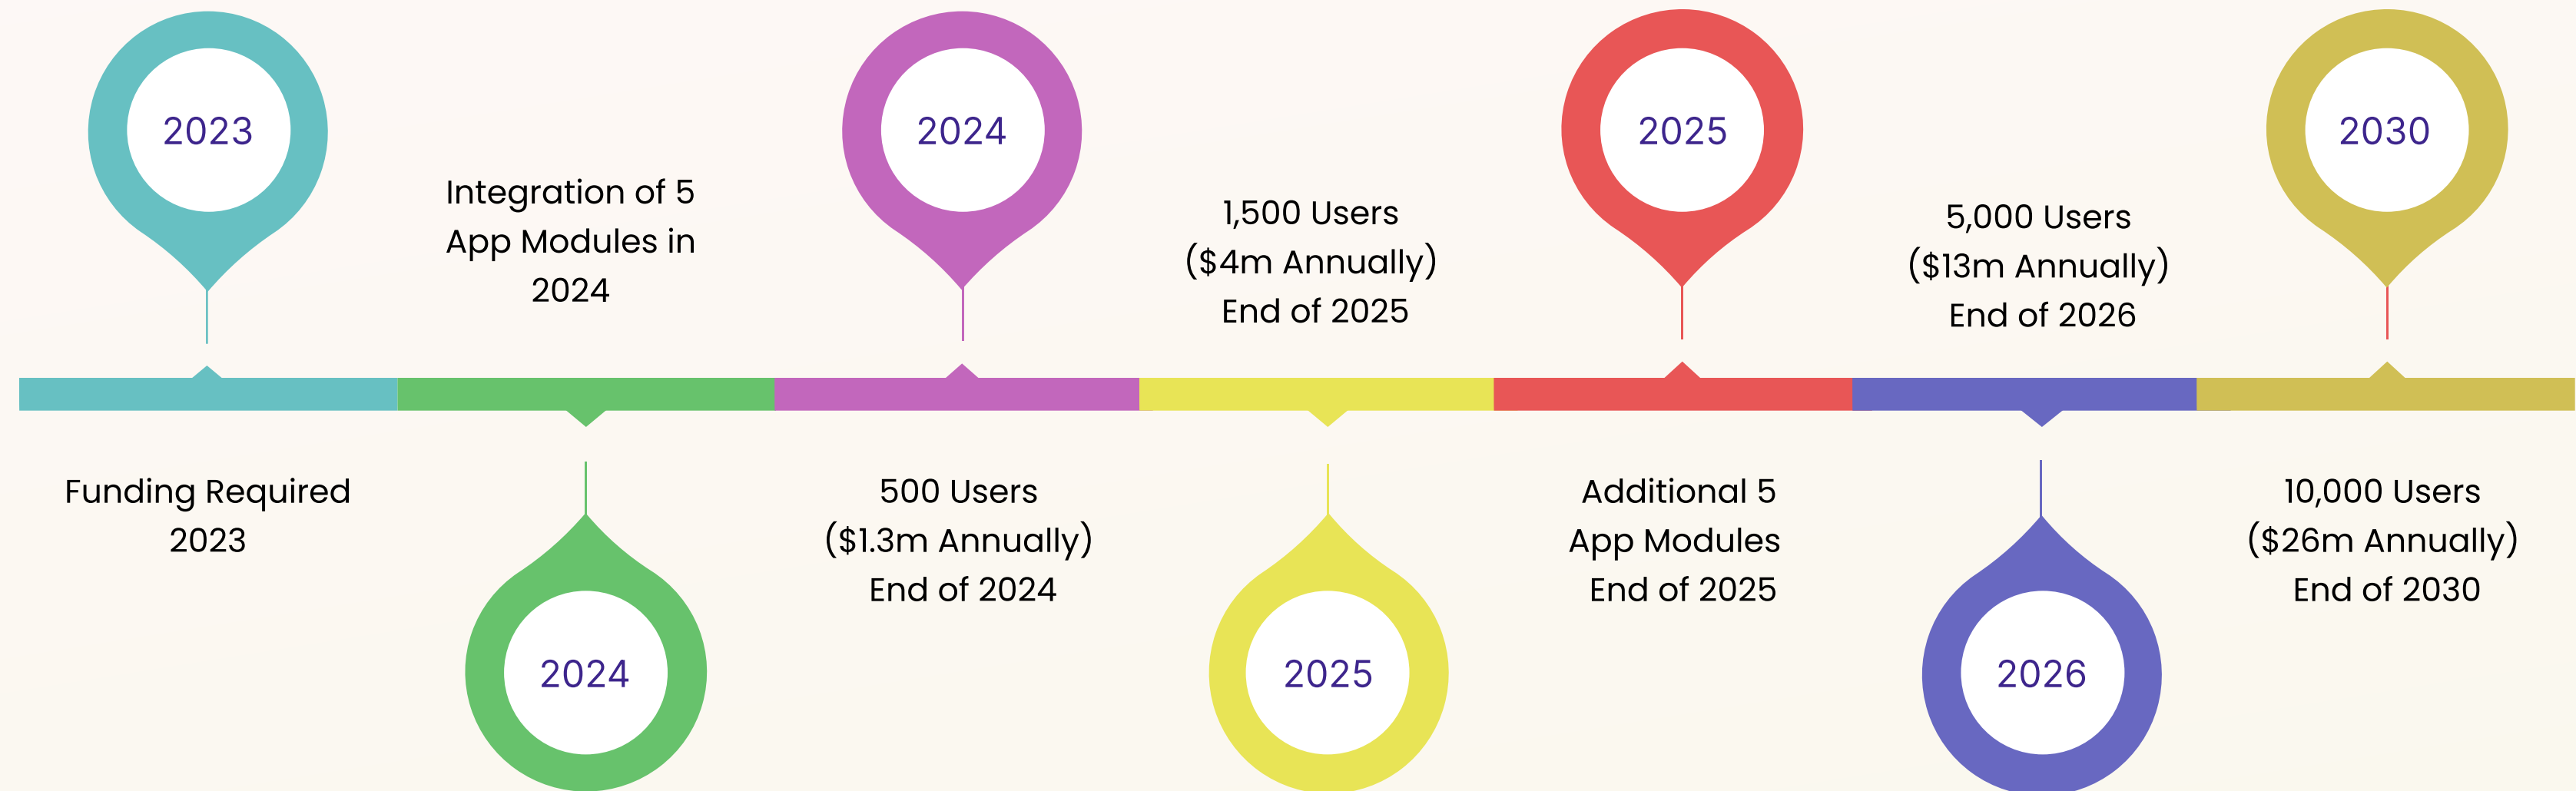 2023
Funding Required
2023
Integration of 5
App Modules in
2024
2024
2024
500 Users
($1.3m Annually)
End of 2024
1,500 Users
($4m Annually)
End of 2025
2025
2025
Additional 5
App Modules
End of 2025
5,000 Users
($13m Annually)
End of 2026
2026
2030
10,000 Users
($26m Annually)
End of 2030